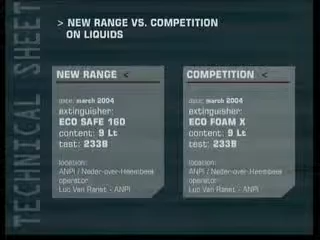 TECHNICAL SHEET
> NEW RANGE VS. COMPETITION
ON LIQUIDS
NEW RANGE <
date: march 2004
extinguisher:
ECO SAFE 160
content: 9 Lt
test: 233B
location:
ANPI / Neder-over-Heembeek
operator
Luc Van Ranst - ANPI
COMPETITION <
date: march 2004
extinguisher:
ECO FOAM X
content: 9 Lt
test: 233B
location:
ANPI / Neder-over-Heembeek
operator
Luc Van Ranst - ANPI